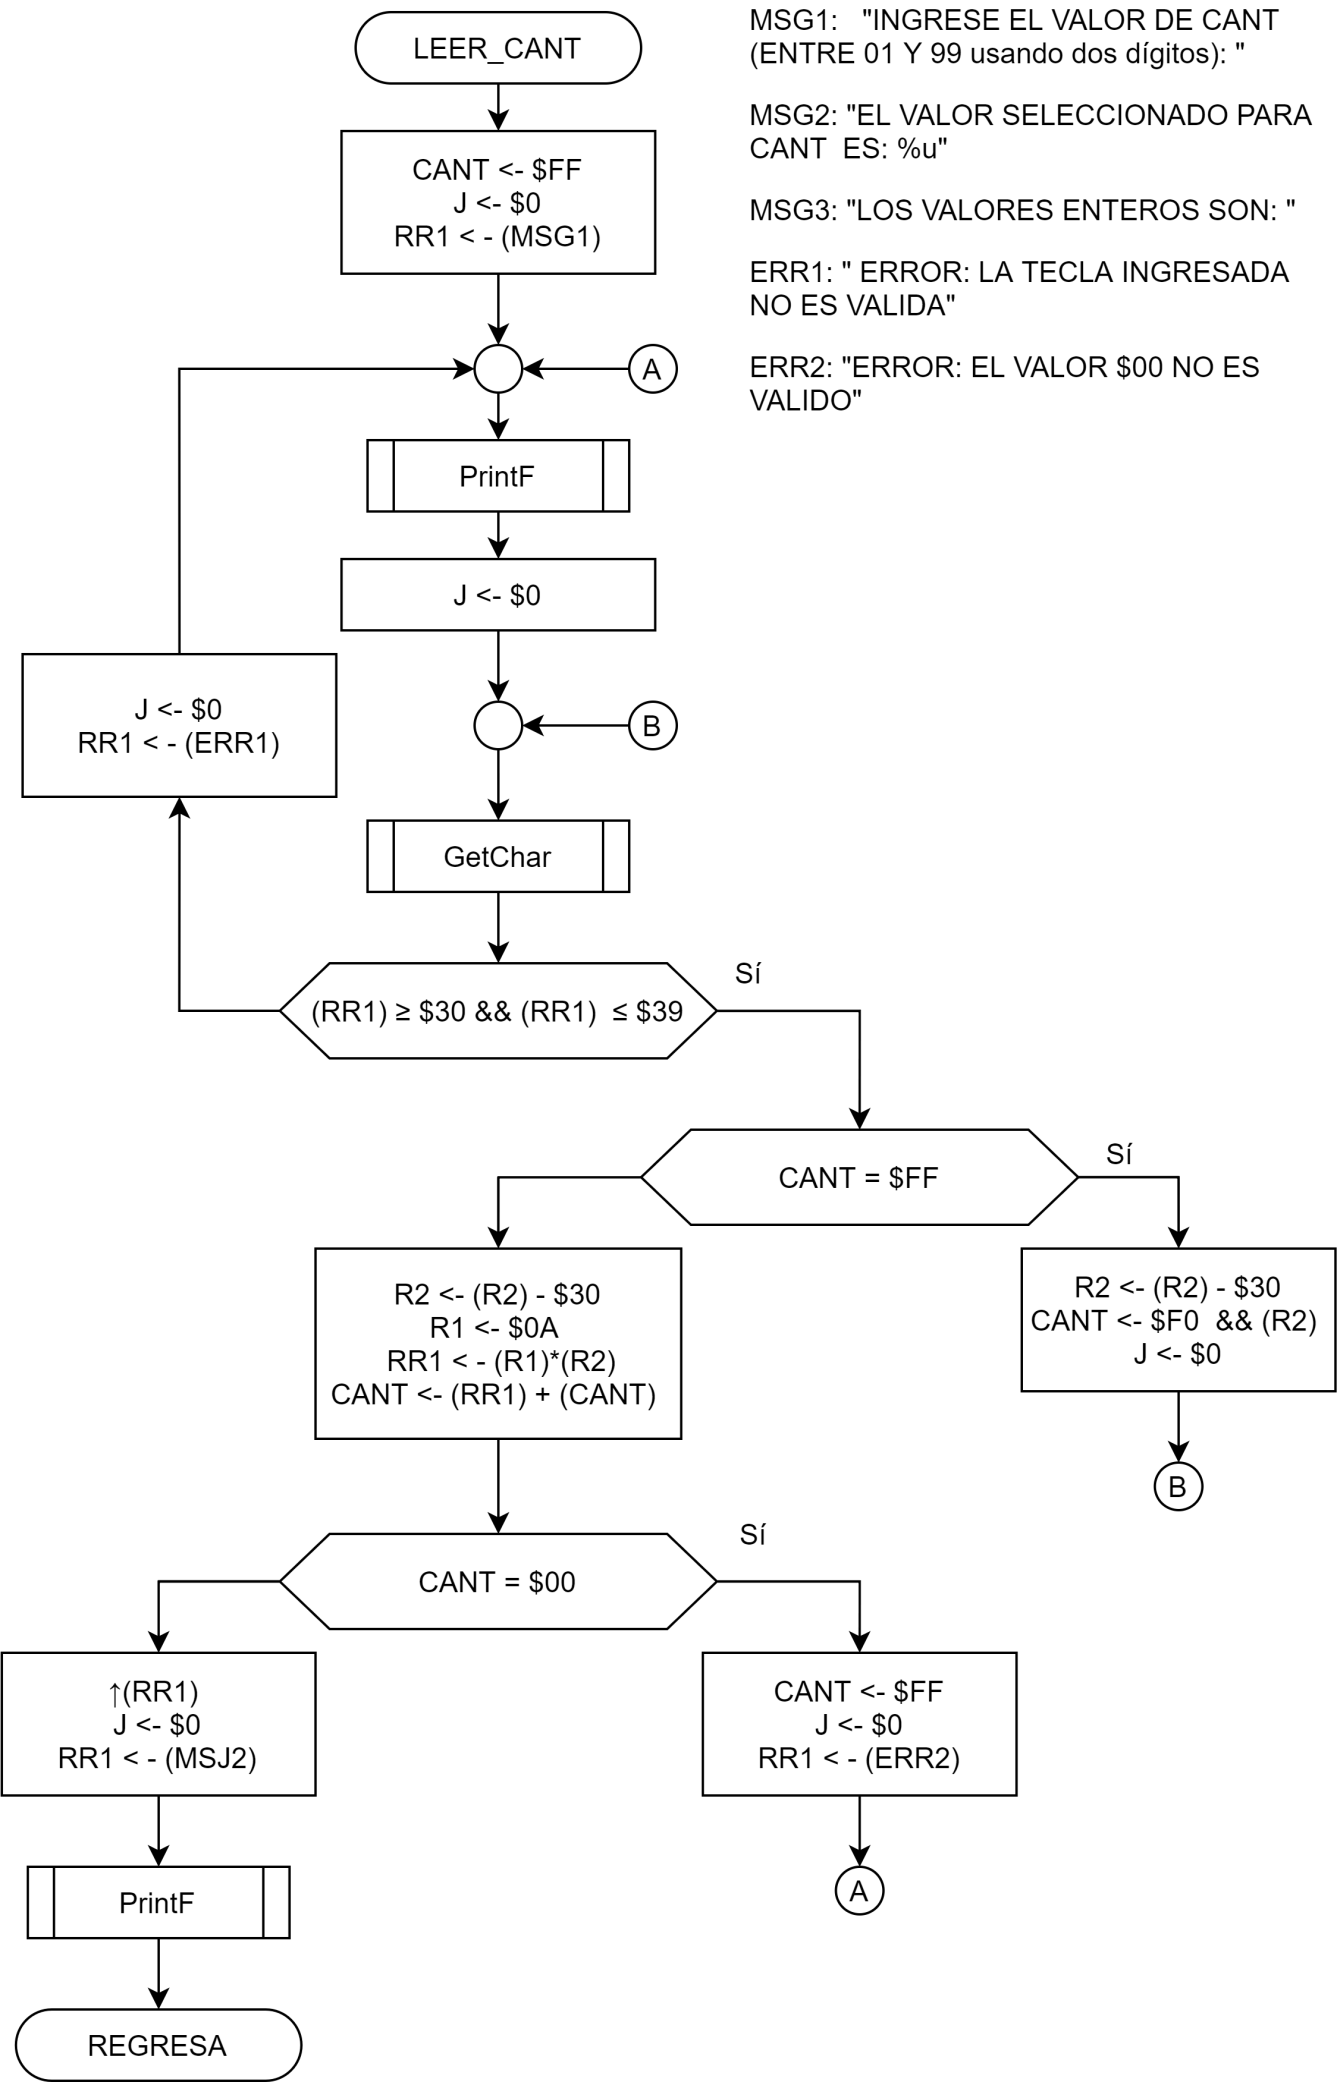 LEER_CANT
CANT <- $FF
J <- $0
RR1 < - (MSG1)
A
PrintF
J <- $0
J <- $0
RR1 < - (ERR1)
B
GetChar
(RR1) ≥ $30 && (RR1) ≤ $39
Sí
CANT = $FF
Sí
R2 <- (R2) - $30
R1 <- $0A
RR1 < - (R1)*(R2)
CANT <- (RR1) + (CANT)
R2 <- (R2) - $30
CANT <- $F0 && (R2)
J <- $0
B
CANT = $00
Sí
↑(RR1)
J <- $0
RR1 < - (MSJ2)
CANT <- $FF
J <- $0
RR1 < - (ERR2)
PrintF
A
REGRESA
MSG1: "INGRESE EL VALOR DE CANT
(ENTRE 01 Y 99 usando dos dígitos): "
MSG2: "EL VALOR SELECCIONADO PARA
CANT ES: %u"
MSG3: "LOS VALORES ENTEROS SON: "
ERR1: " ERROR: LA TECLA INGRESADA
NO ES VALIDA"
ERR2: "ERROR: EL VALOR $00 NO ES
VALIDO"